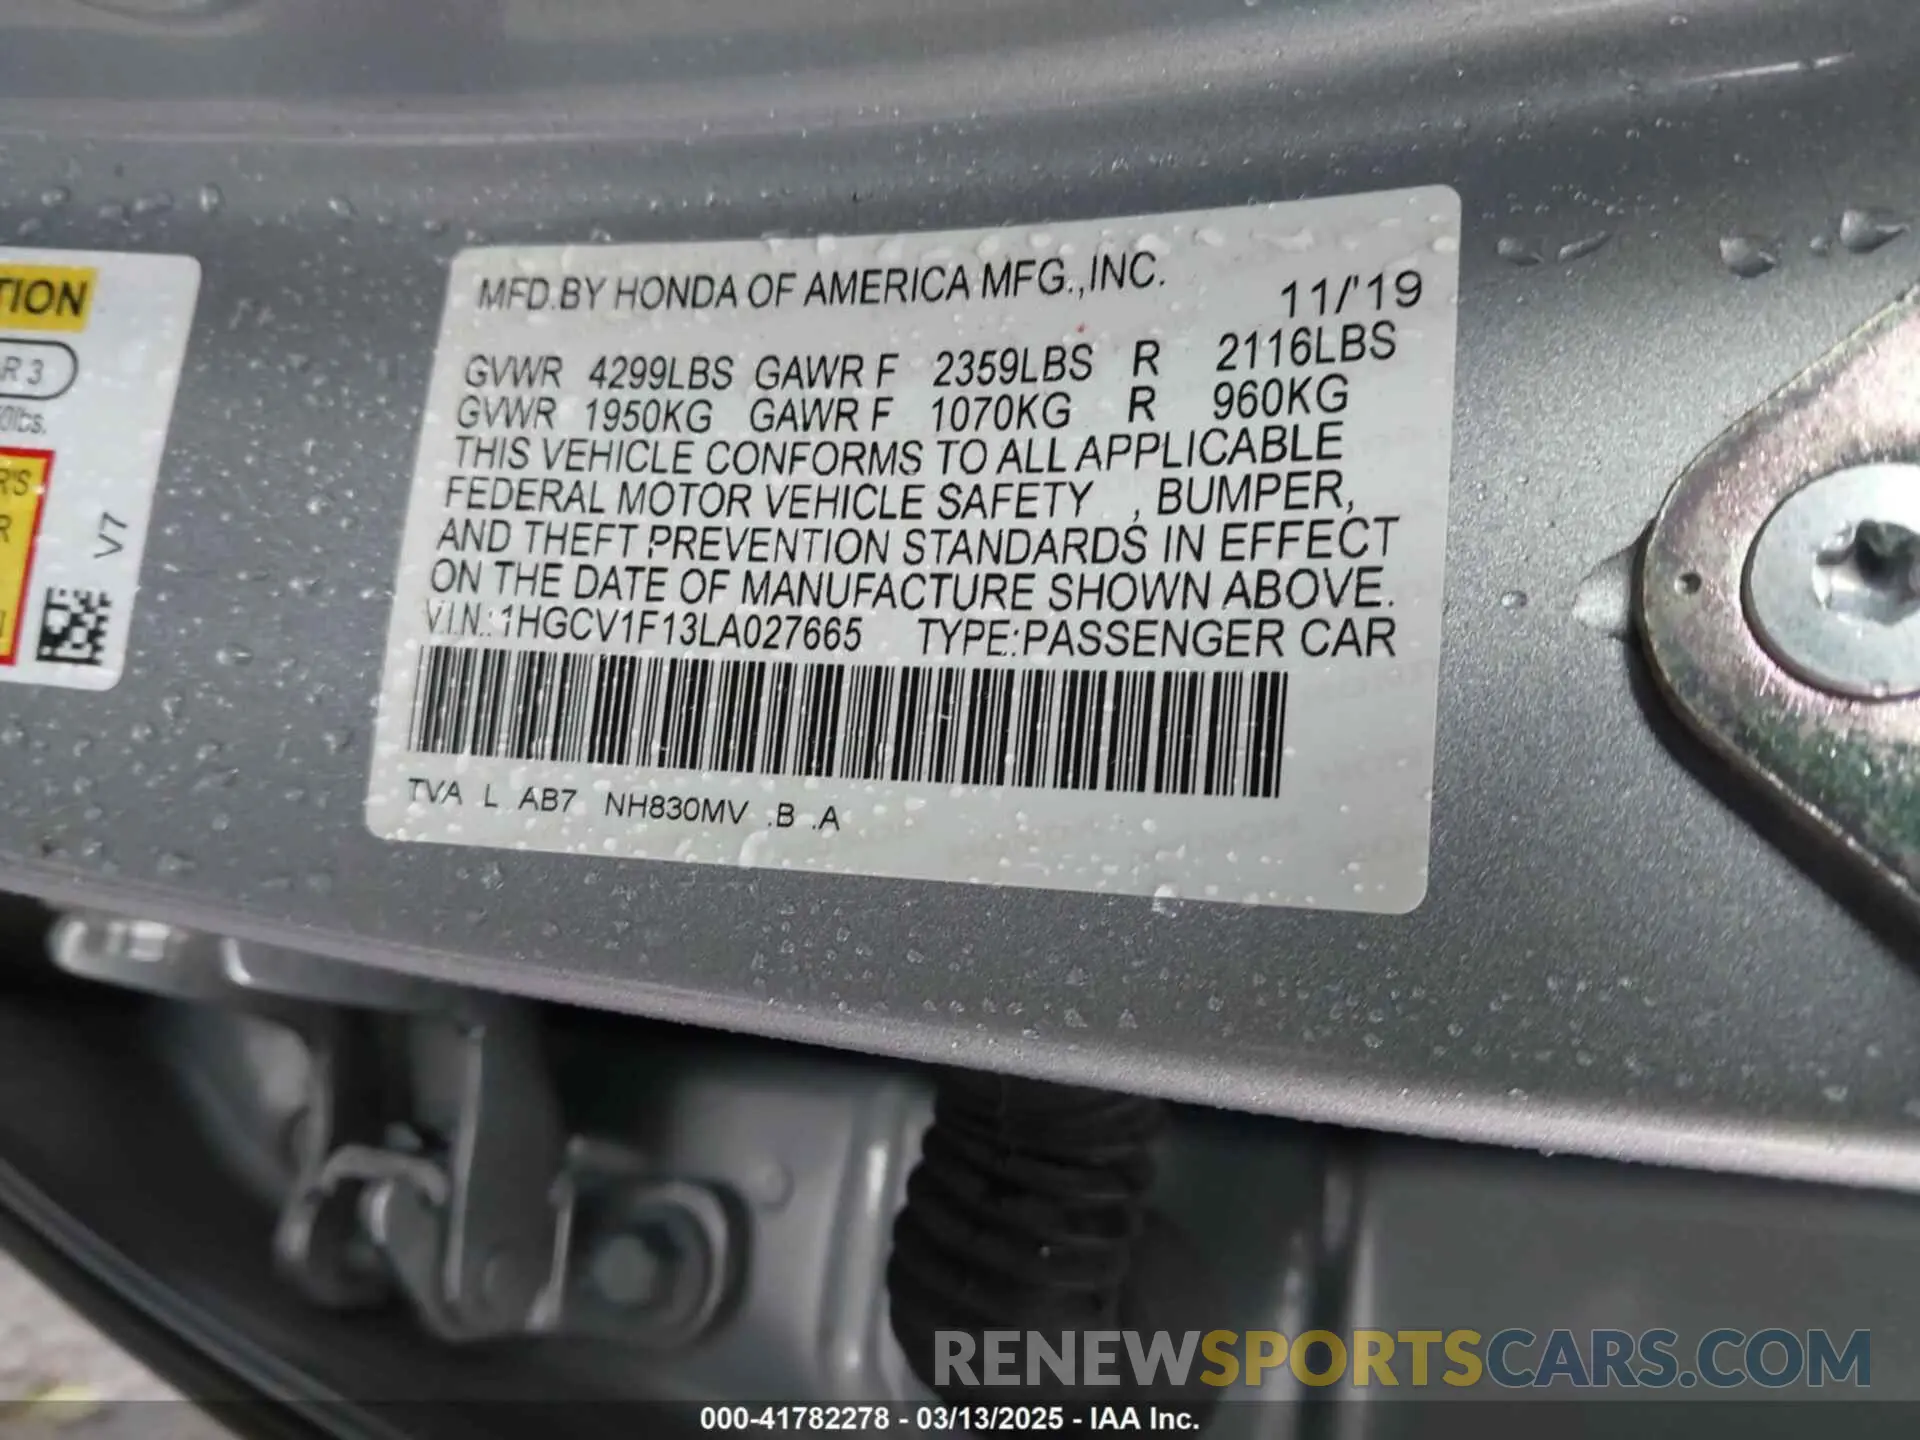 TION
R 3
0lbs.
R'S
R
V7
MFD.BY HONDA OF AMERICA MFG.,INC. 11/'19
GVWR 4299LBS GAWR F 2359LBS R 2116LBS
GVWR 1950KG GAWR F 1070KG R 960KG
THIS VEHICLE CONFORMS TO ALL APPLICABLE
FEDERAL MOTOR VEHICLE SAFETY , BUMPER,
AND THEFT PREVENTION STANDARDS IN EFFECT
ON THE DATE OF MANUFACTURE SHOWN ABOVE.
V.I.N.: 1HGCV1F13LA027665 TYPE:PASSENGER CAR
TVA L AB7 NH830MV .B .A
RENEWSPORTSCARS.COM
000-41782278 - 03/13/2025 - IAA Inc.